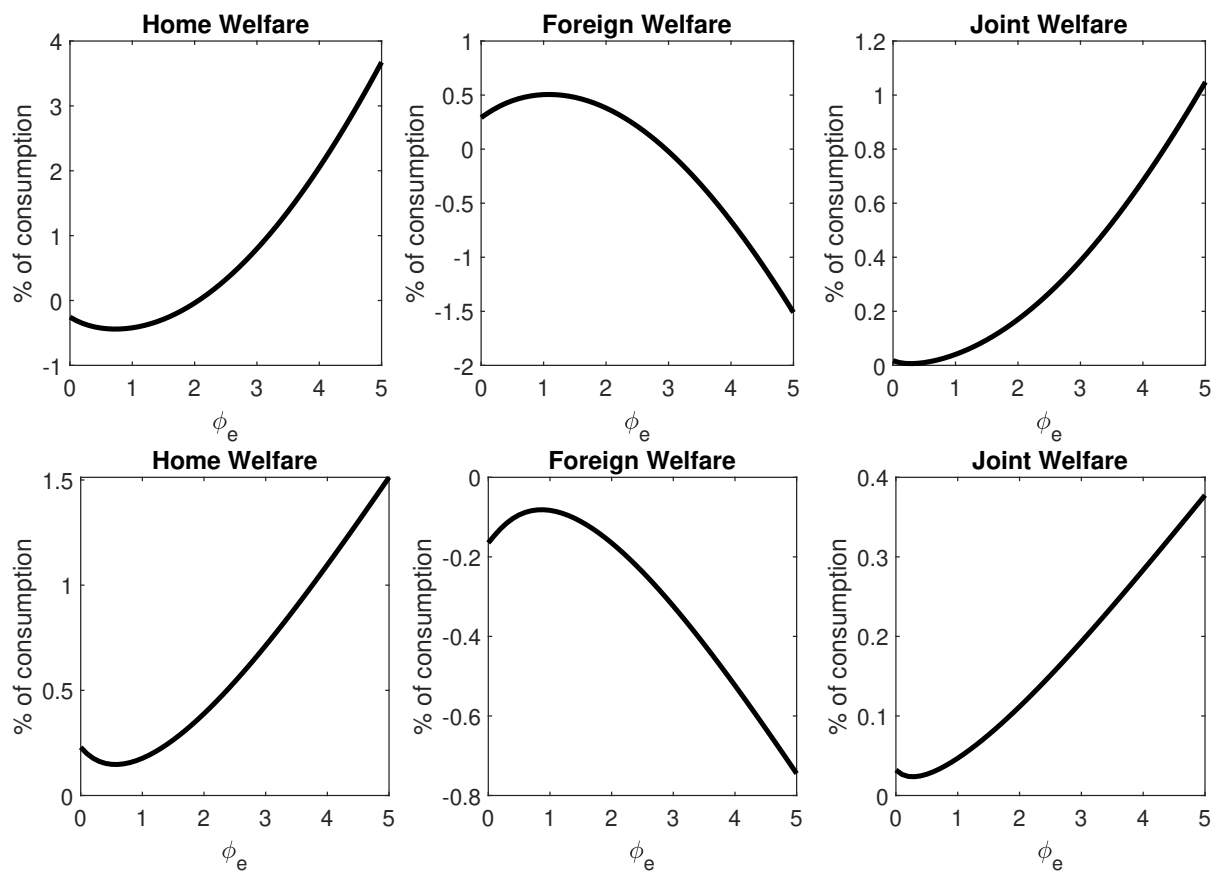 Home Welfare
% of consumption
4
3
2
1
0
-1
0 1 2 3 4 5
ϕe
Foreign Welfare
% of consumption
1
0.5
0
-0.5
-1
-1.5
-2
0 1 2 3 4 5
ϕe
Joint Welfare
% of consumption
1.2
1
0.8
0.6
0.4
0.2
0
0 1 2 3 4 5
ϕe
Home Welfare
% of consumption
1.5
1
0.5
0
0 1 2 3 4 5
ϕe
Foreign Welfare
% of consumption
0
-0.2
-0.4
-0.6
-0.8
0 1 2 3 4 5
ϕe
Joint Welfare
% of consumption
0.4
0.3
0.2
0.1
0
0 1 2 3 4 5
ϕe